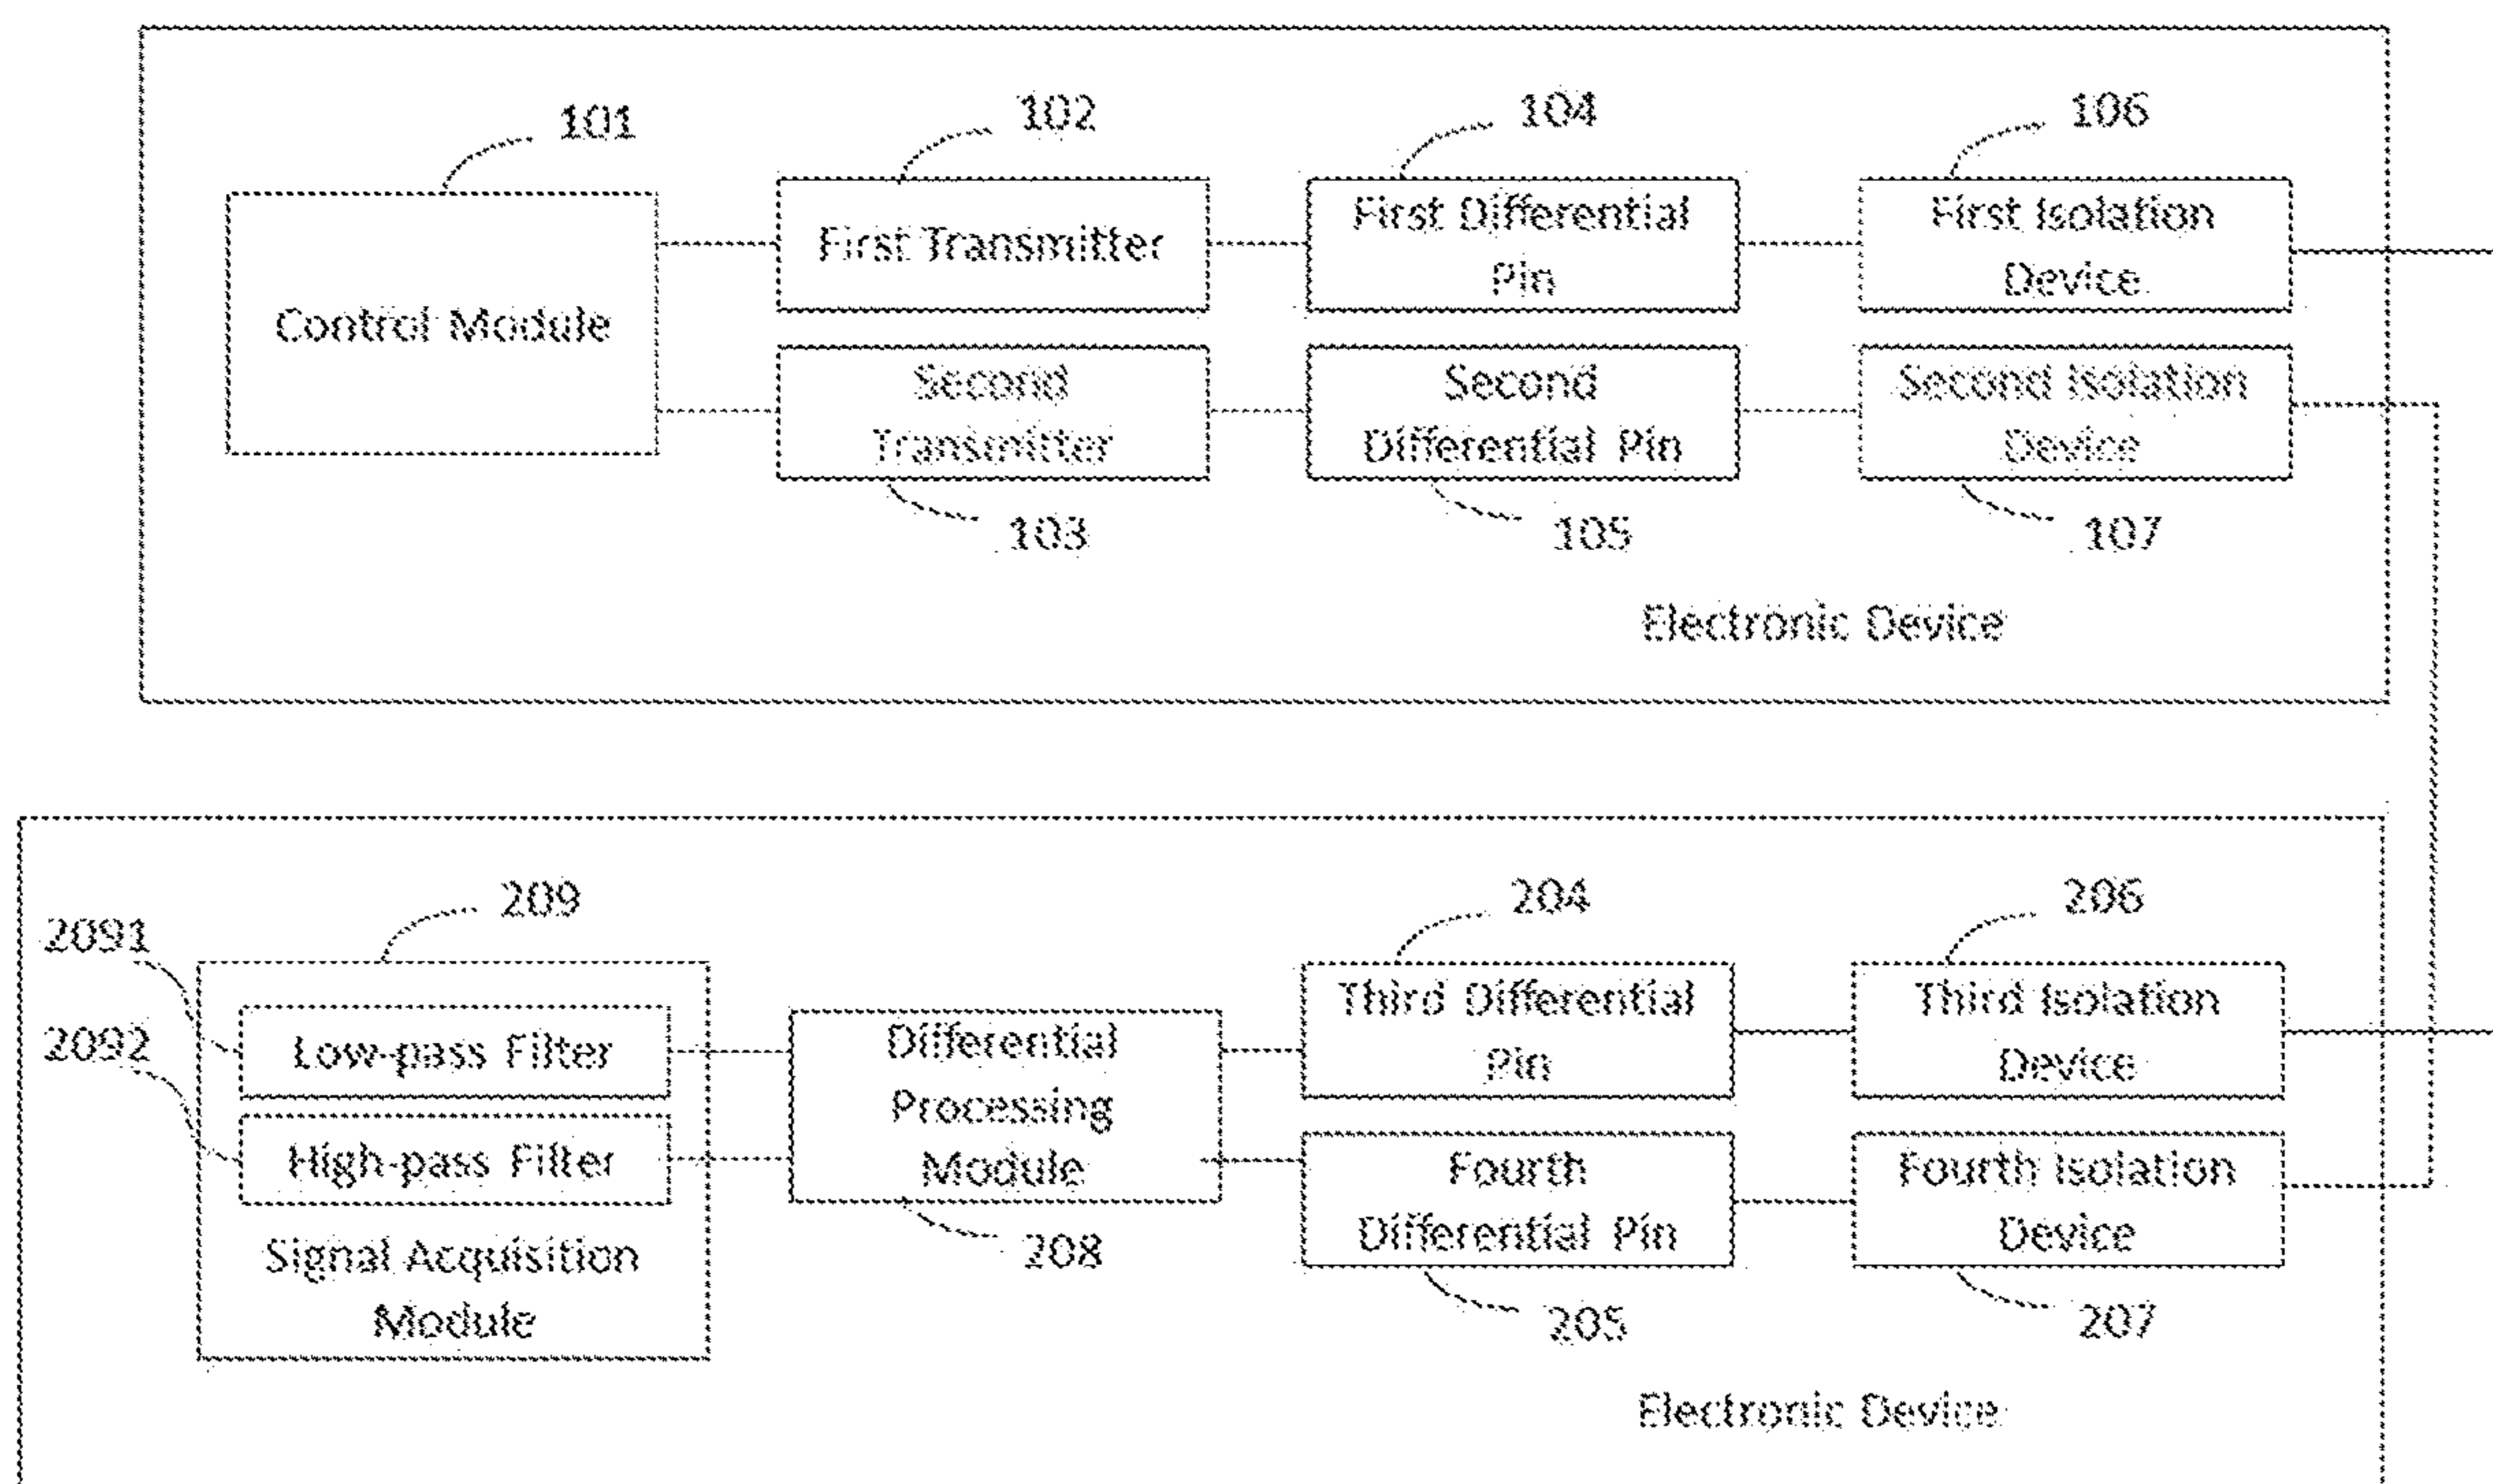 101
102
104
106
Control Module
First Transmitter
First Differential
Pin
First Isolation
Device
Second
Transmitter
Second
Differential Pin
Second Isolation
Device
103
105
107
Electronic Device
209
204
206
2091
2092
Low-pass Filter
High-pass Filter
Signal Acquisition
Module
Differential
Processing
Module
208
Third Differential
Pin
Third Isolation
Device
Fourth
Differential Pin
Fourth Isolation
Device
205
207
Electronic Device